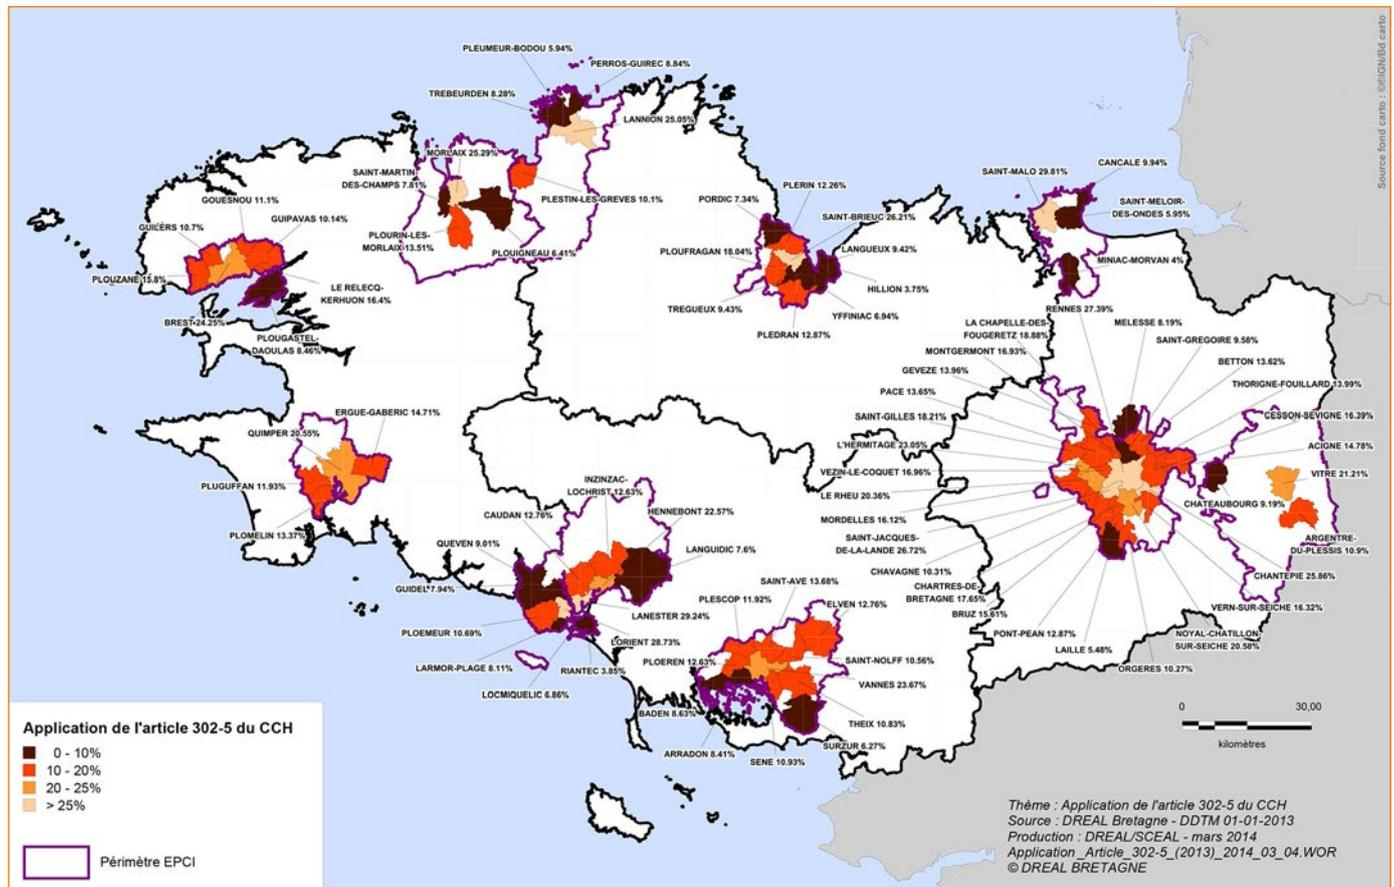 PLEUMEUR-BODOU 5.94%
PERROS-GUIREC 8.84%
TREBEURDEN 8.28%
LANNION 25.05%
MORLAIX 25.29%
SAINT-MARTIN
DES-CHAMPS 7.81%
PLESTIN-LES-GREVES 10.1%
PLOURIN-LES-
MORLAIX 13.51%
PLOUIGNEAU 6.41%
GOUESNOU 11.1%
GUIPAVAS 10.14%
GUILERS 10.7%
PLOUZANE 15.8%
LE RELECQ-
KERHUON 16.4%
BREST 24.25%
PLOUGASTEL-
DAOULAS 8.46%
PLERIN 12.26%
PORDIC 7.34%
SAINT-BRIEUC 26.21%
PLOUFRAGAN 18.04%
LANGUEUX 9.42%
HILLION 3.75%
TREGUEUX 9.43%
YFFINIAC 6.94%
PLEDRAN 12.87%
CANCALE 9.94%
SAINT-MALO 29.81%
SAINT-MELOIR-
DES-ONDES 5.95%
MINIAC-MORVAN 4%
RENNES 27.39%
MELESSE 8.19%
LA CHAPELLE-DES-
FOUGERETZ 18.88%
SAINT-GREGOIRE 9.58%
MONTGERMONT 16.93%
BETTON 13.62%
GEVEZE 13.96%
THORIGNE-FOUILLARD 13.99%
PACE 13.65%
CESSON-SEVIGNE 16.39%
SAINT-GILLES 18.21%
ACIGNE 14.78%
L'HERMITAGE 23.05%
VITRE 21.21%
VEZIN-LE-COQUET 16.96%
LE RHEU 20.36%
CHATEAUBOURG 9.19%
MORDELLES 16.12%
SAINT-JACQUES-
DE-LA-LANDE 26.72%
ARGENTRE-
DU-PLESSIS 10.9%
CHAVAGNE 10.31%
CHANTEPIE 25.86%
CHARTRES-DE-
BRETAGNE 17.65%
VERN-SUR-SEICHE 16.32%
BRUZ 15.61%
PONT-PEAN 12.87%
NOYAL-CHATILLON-
SUR-SEICHE 20.58%
LAILLE 5.48%
ORGERES 10.27%
ERGUE-GABERIC 14.71%
QUIMPER 20.55%
PLUGUFFAN 11.93%
PLOMELIN 13.37%
INZINZAC-
LOCHRIST 12.63%
CAUDAN 12.76%
HENNEBONT 22.57%
QUEVEN 9.01%
LANGUIDIC 7.6%
GUIDEL 7.94%
LANESTER 29.24%
PLOEMEUR 10.69%
LORIENT 28.73%
LARMOR-PLAGE 8.11%
RIANTEC 3.85%
LOCMIQUELIC 6.86%
SAINT-AVE 13.68%
PLESCOP 11.92%
ELVEN 12.76%
PLOEREN 12.63%
SAINT-NOLFF 10.56%
VANNES 23.67%
BADEN 8.63%
THEIX 10.83%
SURZUR 6.27%
ARRADON 8.41%
SENE 10.93%
Source fond carto : ©®IGN/Bd carto
0 30,00
kilomètres
Application de l'article 302-5 du CCH
0 - 10%
10 - 20%
20 - 25%
> 25%
Périmètre EPCI
Thème : Application de l'article 302-5 du CCH
Source : DREAL Bretagne - DDTM 01-01-2013
Production : DREAL/SCEAL - mars 2014
Application_Article_302-5_(2013)_2014_03_04.WOR
© DREAL BRETAGNE